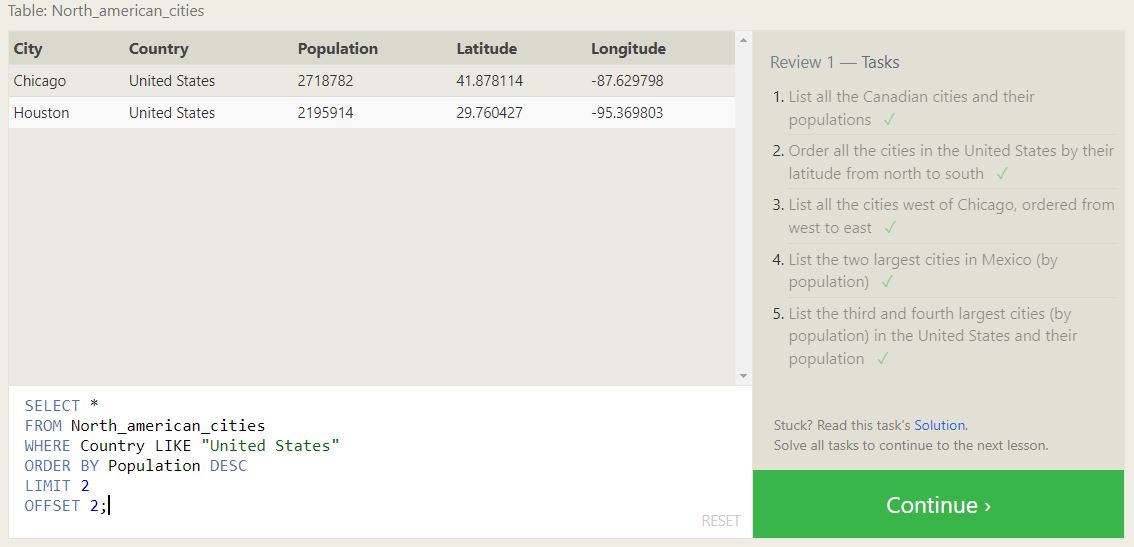 Table: North_american_cities
City Country Population Latitude Longitude
Chicago United States 2718782 41.878114 -87.629798
Houston United States 2195914 29.760427 -95.369803
SELECT *
FROM North_american_cities
WHERE Country LIKE "United States"
ORDER BY Population DESC
LIMIT 2
OFFSET 2;
RESET
Review 1 — Tasks
1. List all the Canadian cities and their
populations ✓
2. Order all the cities in the United States by their
latitude from north to south ✓
3. List all the cities west of Chicago, ordered from
west to east ✓
4. List the two largest cities in Mexico (by
population) ✓
5. List the third and fourth largest cities (by
population) in the United States and their
population ✓
Stuck? Read this task's Solution.
Solve all tasks to continue to the next lesson.
Continue ›